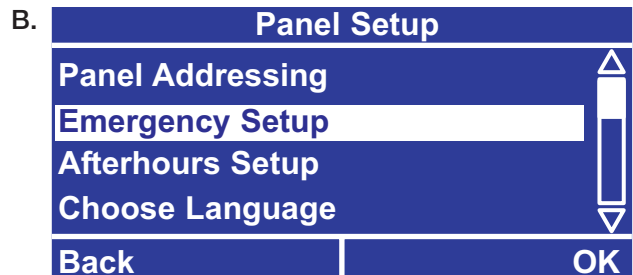 B.
Panel Setup
Panel Addressing
Emergency Setup
Afterhours Setup
Choose Language
Back OK